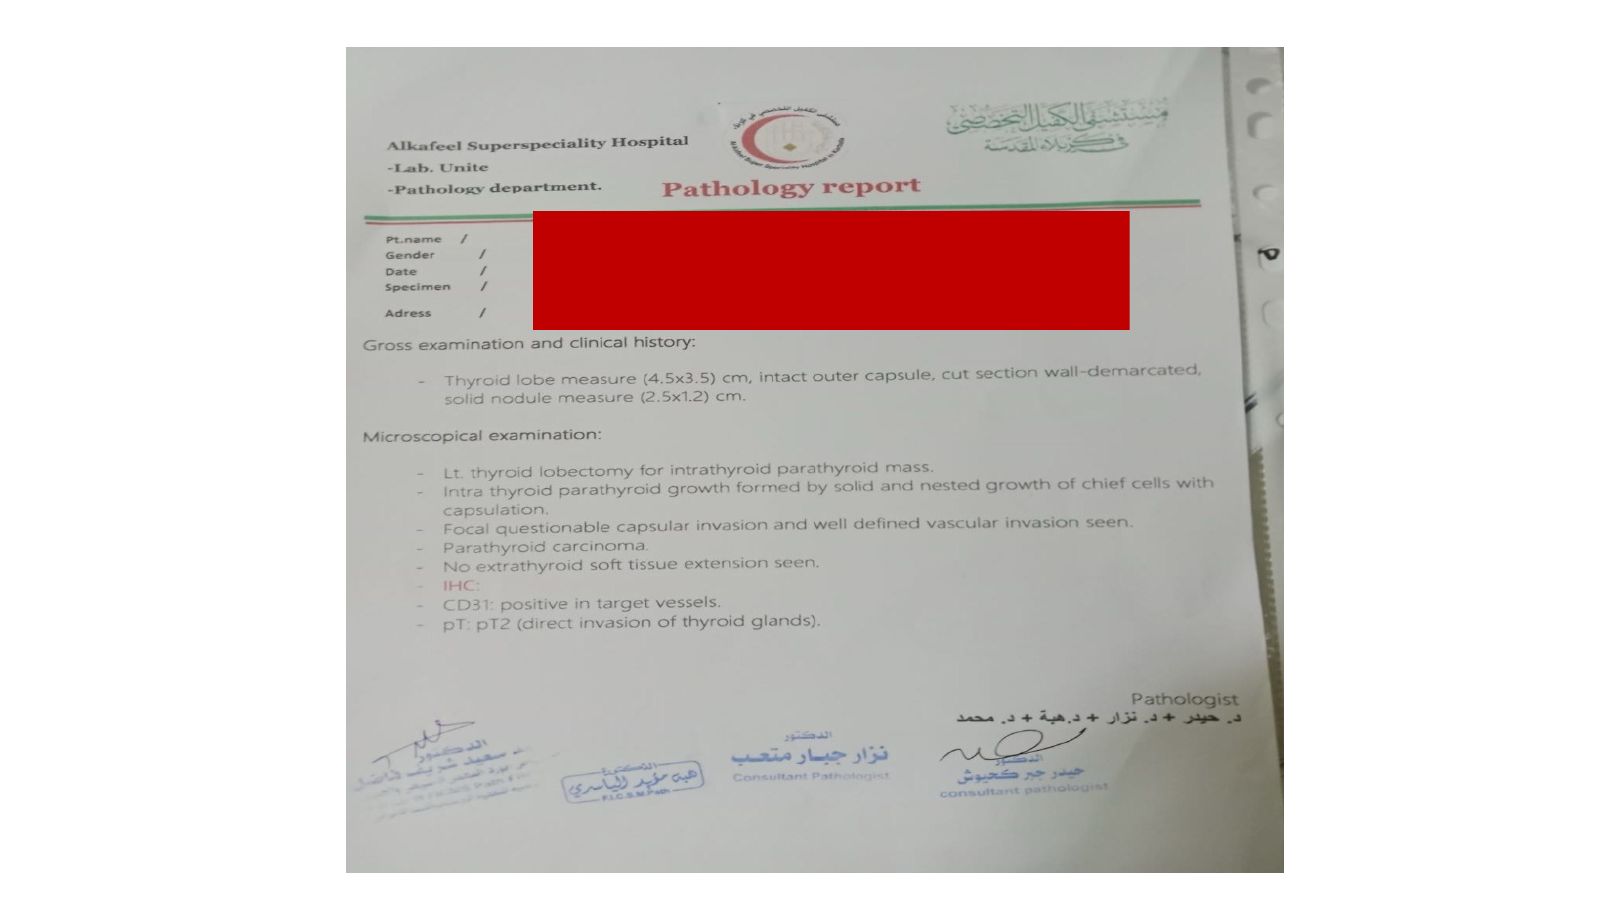 مستشفى الكفيل التخصصي
في كربلاء المقدسة
Alkafeel Superspeciality Hospital
-Lab. Unite
-Pathology department.
Pathology report
Pt.name /
Gender /
Date /
Specimen /
Adress /
Gross examination and clinical history:
- Thyroid lobe measure (4.5x3.5) cm, intact outer capsule, cut section wall-demarcated,
solid nodule measure (2.5x1.2) cm.
Microscopical examination:
- Lt. thyroid lobectomy for intrathyroid parathyroid mass.
- Intra thyroid parathyroid growth formed by solid and nested growth of chief cells with
capsulation.
- Focal questionable capsular invasion and well defined vascular invasion seen.
- Parathyroid carcinoma.
- No extrathyroid soft tissue extension seen.
- IHC:
- CD31: positive in target vessels.
- pT: pT2 (direct invasion of thyroid glands).
Pathologist
د. حيدر + د. نزار + د.هبة + د. محمد
الدكتور
حيدر جبر كحيوش
consultant pathologist
الدكتور
نزار جبار متعب
Consultant Pathologist
الدكتورة
هبة مؤيد الياسري
F.I.C.S.M.Path
الدكتور